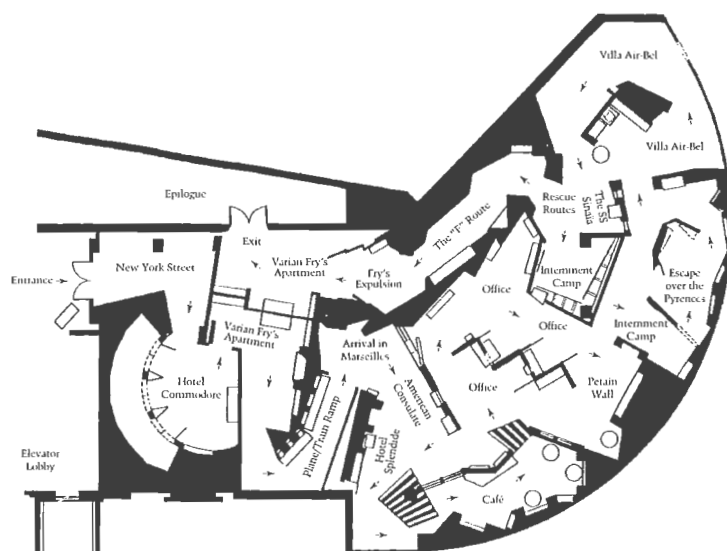 Villa Air-Bel
Villa Air-Bel
Epilogue
The SS
Sinaia
Rescue
Routes
The "F" Route
Exit
Varian Fry's
Apartment
New York Street
Entrance
Fry's
Expulsion
Internment
Camp
Escape
over the
Pyrenees
Office
Office
Internment
Camp
Varian Fry's
Apartment
Arrival in
Marseilles
American
Consulate
Office
Petain
Wall
Hotel
Commodore
Plane/Train Ramp
Hotel
Splendide
Elevator
Lobby
Café